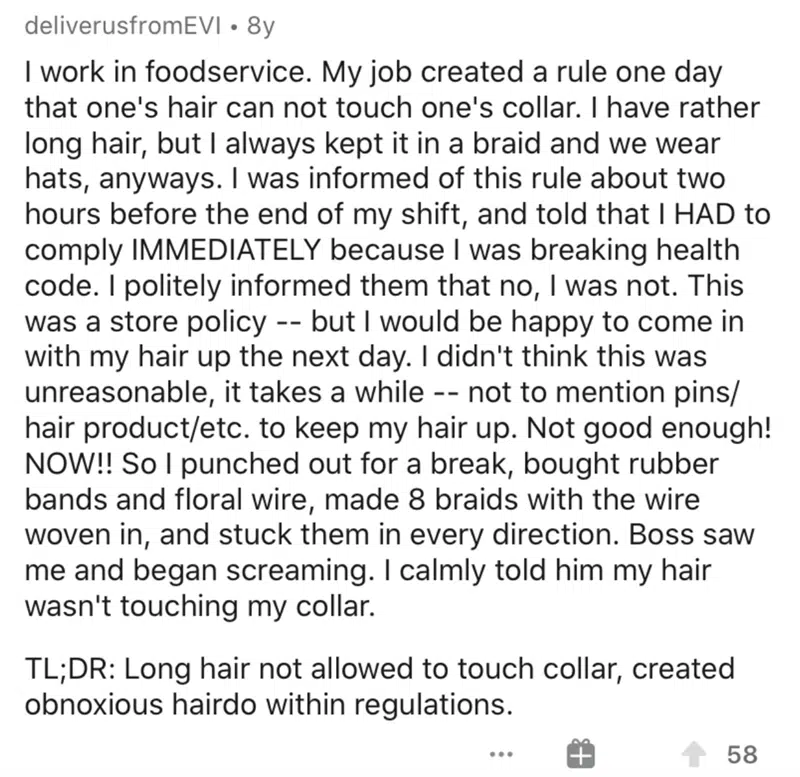 deliverusfromEVI • 8y
I work in foodservice. My job created a rule one day
that one's hair can not touch one's collar. I have rather
long hair, but I always kept it in a braid and we wear
hats, anyways. I was informed of this rule about two
hours before the end of my shift, and told that I HAD to
comply IMMEDIATELY because I was breaking health
code. I politely informed them that no, I was not. This
was a store policy -- but I would be happy to come in
with my hair up the next day. I didn't think this was
unreasonable, it takes a while -- not to mention pins/
hair product/etc. to keep my hair up. Not good enough!
NOW!! So I punched out for a break, bought rubber
bands and floral wire, made 8 braids with the wire
woven in, and stuck them in every direction. Boss saw
me and began screaming. I calmly told him my hair
wasn't touching my collar.
TL;DR: Long hair not allowed to touch collar, created
obnoxious hairdo within regulations.
58